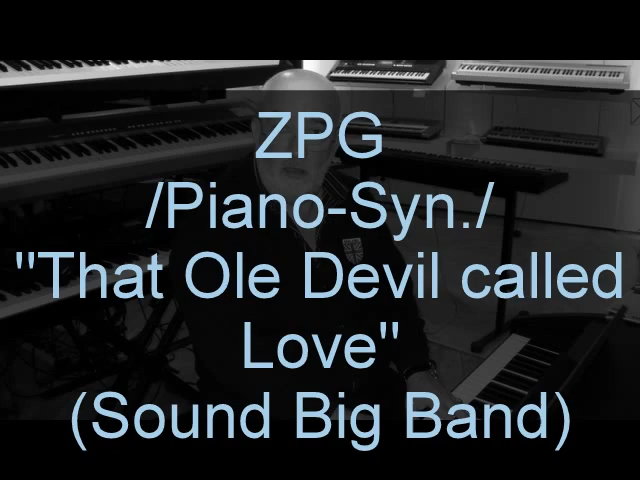 ZPG
/Piano-Syn./
"That Ole Devil called
Love"
(Sound Big Band)